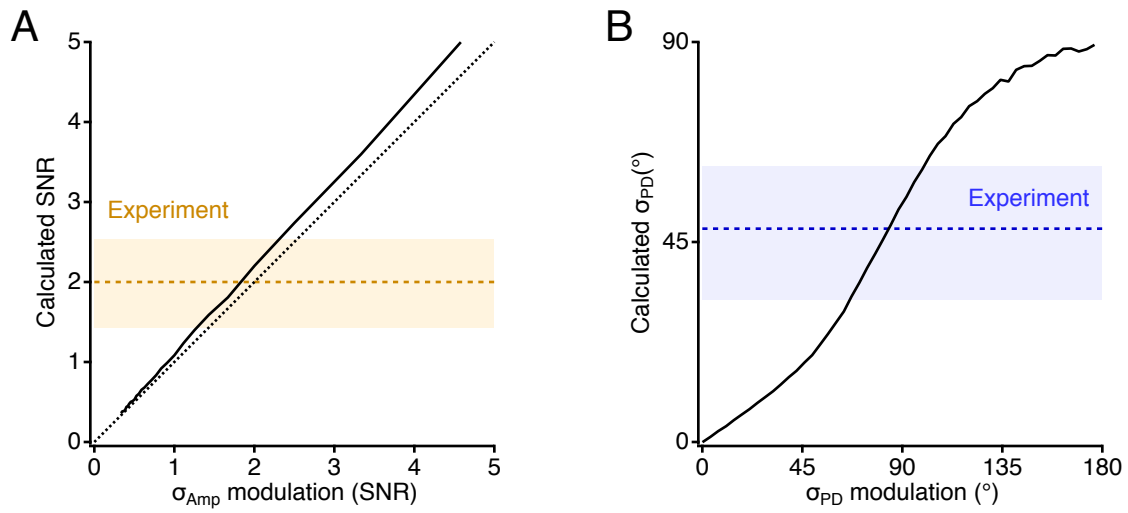 A
5
4
3
2
1
0
Calculated SNR
Experiment
0 1 2 3 4 5
σAmp modulation (SNR)
B
90
45
0
Calculated σPD(°)
Experiment
0 45 90 135 180
σPD modulation (°)